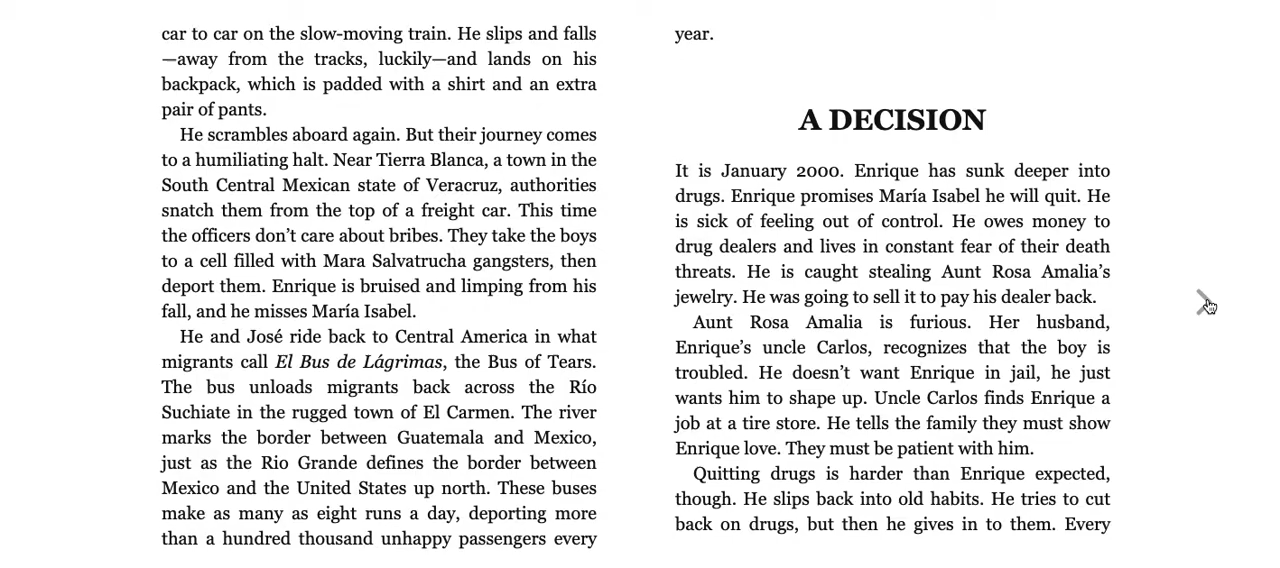 car to car on the slow-moving train. He slips and falls
—away from the tracks, luckily—and lands on his
backpack, which is padded with a shirt and an extra
pair of pants.
He scrambles aboard again. But their journey comes
to a humiliating halt. Near Tierra Blanca, a town in the
South Central Mexican state of Veracruz, authorities
snatch them from the top of a freight car. This time
the officers don’t care about bribes. They take the boys
to a cell filled with Mara Salvatrucha gangsters, then
deport them. Enrique is bruised and limping from his
fall, and he misses María Isabel.
He and José ride back to Central America in what
migrants call El Bus de Lágrimas, the Bus of Tears.
The bus unloads migrants back across the Río
Suchiate in the rugged town of El Carmen. The river
marks the border between Guatemala and Mexico,
just as the Rio Grande defines the border between
Mexico and the United States up north. These buses
make as many as eight runs a day, deporting more
than a hundred thousand unhappy passengers every
year.
A DECISION
It is January 2000. Enrique has sunk deeper into
drugs. Enrique promises María Isabel he will quit. He
is sick of feeling out of control. He owes money to
drug dealers and lives in constant fear of their death
threats. He is caught stealing Aunt Rosa Amalia’s
jewelry. He was going to sell it to pay his dealer back.
Aunt Rosa Amalia is furious. Her husband,
Enrique’s uncle Carlos, recognizes that the boy is
troubled. He doesn’t want Enrique in jail, he just
wants him to shape up. Uncle Carlos finds Enrique a
job at a tire store. He tells the family they must show
Enrique love. They must be patient with him.
Quitting drugs is harder than Enrique expected,
though. He slips back into old habits. He tries to cut
back on drugs, but then he gives in to them. Every